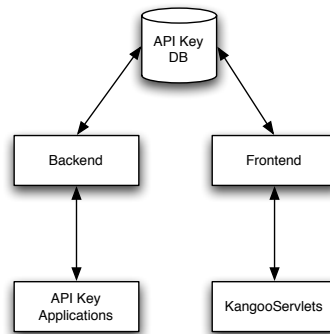 API Key
DB
Backend
Frontend
API Key
Applications
KangooServlets